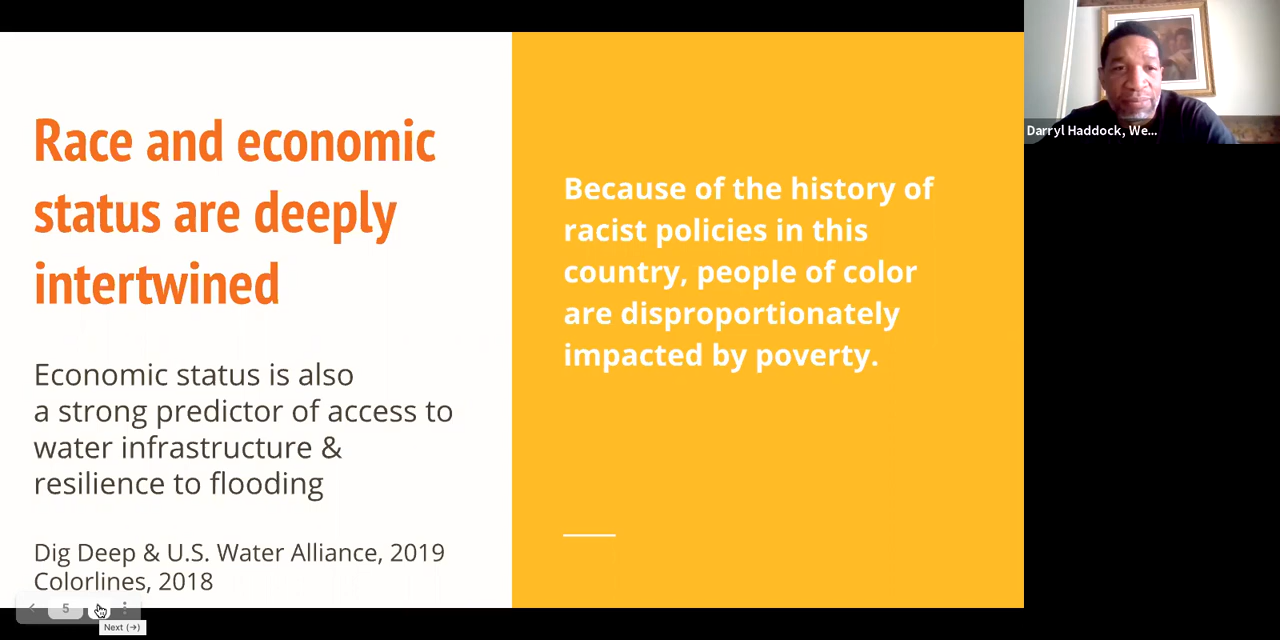 Race and economic
status are deeply
intertwined
Economic status is also
a strong predictor of access to
water infrastructure &
resilience to flooding
Dig Deep & U.S. Water Alliance, 2019
Colorlines, 2018
Because of the history of
racist policies in this
country, people of color
are disproportionately
impacted by poverty.
Darryl Haddock, We...
5
Next (→)